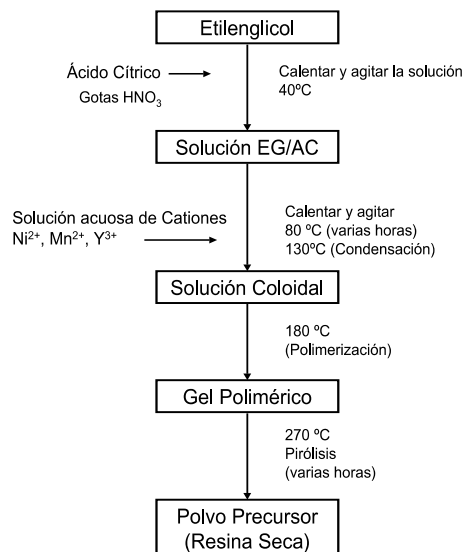 Etilenglicol
Ácido Cítrico
Gotas HNO₃
Calentar y agitar la solución
40ºC
Solución EG/AC
Solución acuosa de Cationes
Ni²⁺, Mn²⁺, Y³⁺
Calentar y agitar
80 ºC (varias horas)
130ºC (Condensación)
Solución Coloidal
180 ºC
(Polimerización)
Gel Polimérico
270 ºC
Pirólisis
(varias horas)
Polvo Precursor
(Resina Seca)